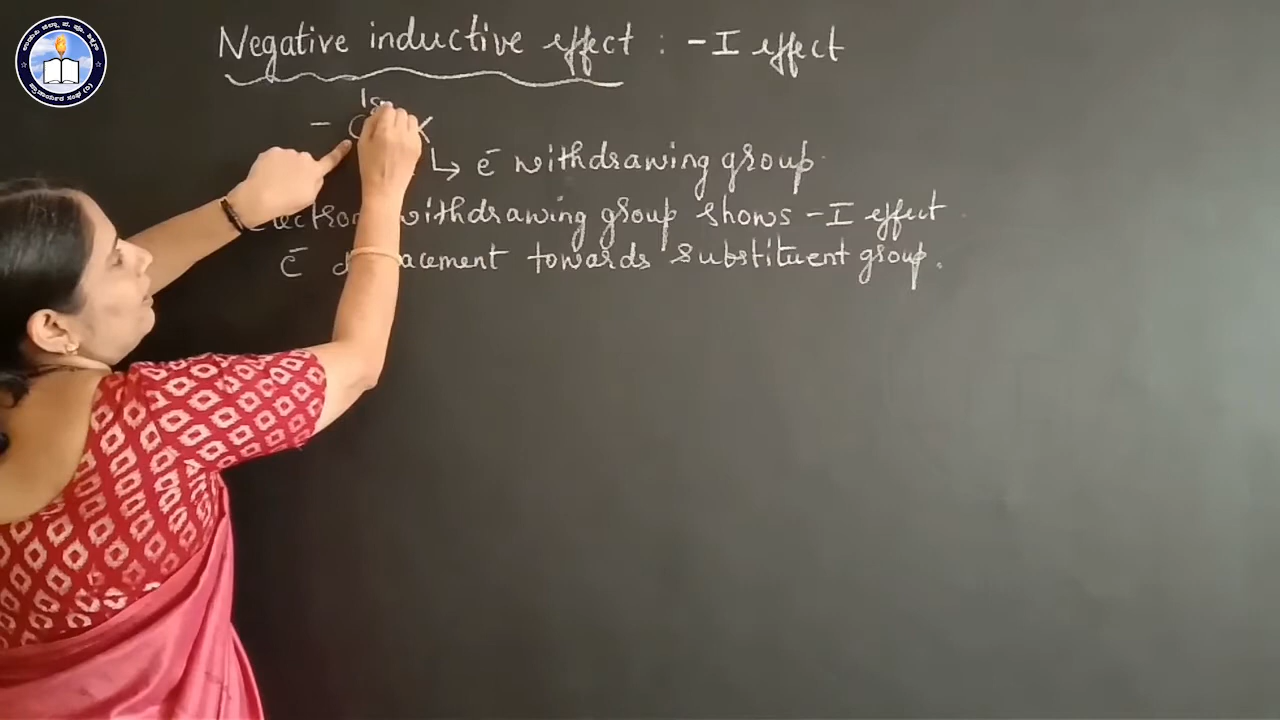 Negative inductive effect : -I effect
- C X
↳ e⁻ withdrawing group
withdrawing group shows -I effect
e⁻ towards substituent group.